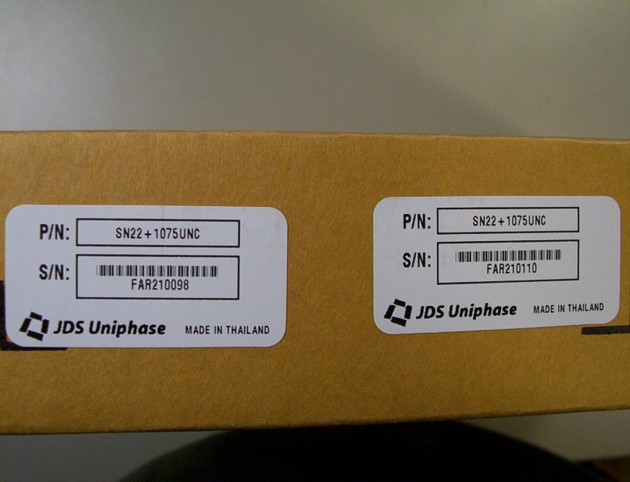 P/N: SN22+1075UNC
S/N: FAR210098
JDS Uniphase MADE IN THAILAND
P/N: SN22+1075UNC
S/N: FAR210110
JDS Uniphase MADE IN THAILAND